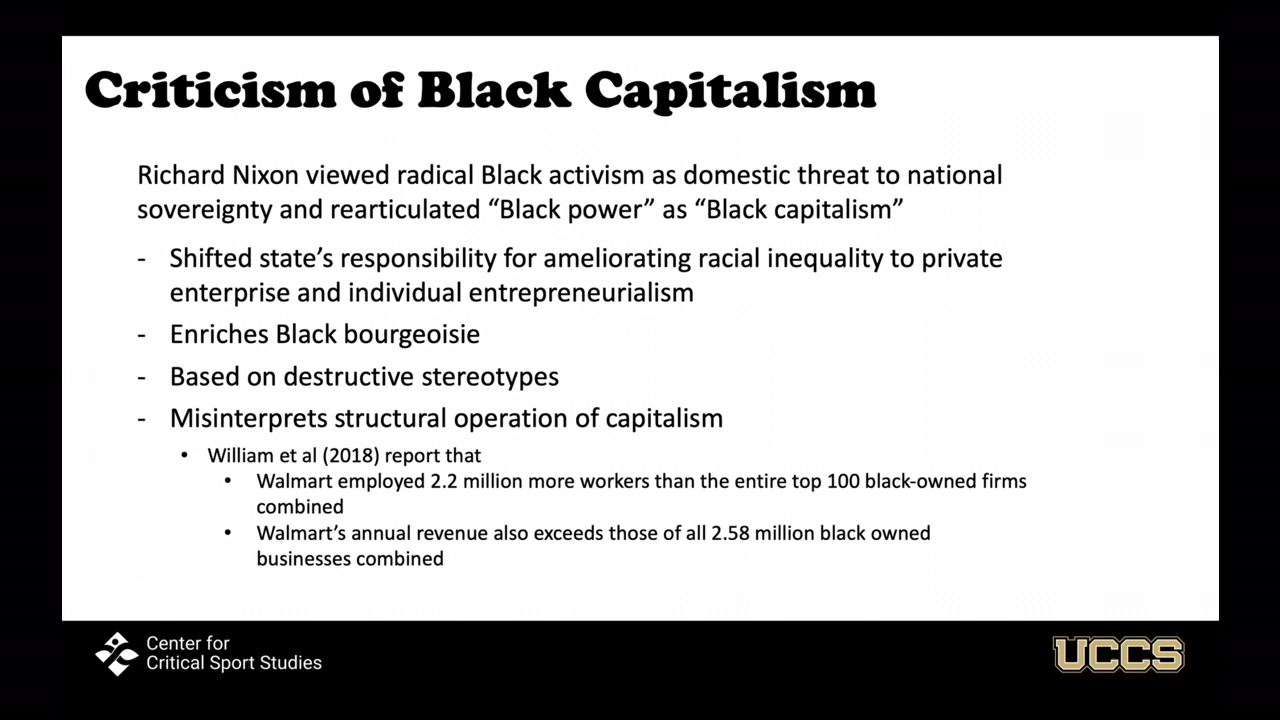 Criticism of Black Capitalism
Richard Nixon viewed radical Black activism as domestic threat to national
sovereignty and rearticulated “Black power” as “Black capitalism”
- Shifted state’s responsibility for ameliorating racial inequality to private
enterprise and individual entrepreneurialism
- Enriches Black bourgeoisie
- Based on destructive stereotypes
- Misinterprets structural operation of capitalism
• William et al (2018) report that
• Walmart employed 2.2 million more workers than the entire top 100 black-owned firms
combined
• Walmart’s annual revenue also exceeds those of all 2.58 million black owned
businesses combined
Center for
Critical Sport Studies
UCCS